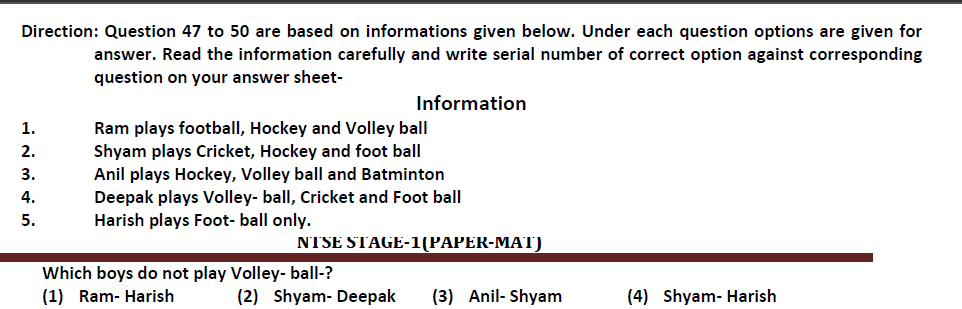 Direction: Question 47 to 50 are based on informations given below. Under each question options are given for
answer. Read the information carefully and write serial number of correct option against corresponding
question on your answer sheet-
Information
1. Ram plays football, Hockey and Volley ball
2. Shyam plays Cricket, Hockey and foot ball
3. Anil plays Hockey, Volley ball and Batminton
4. Deepak plays Volley- ball, Cricket and Foot ball
5. Harish plays Foot- ball only.
NTSE STAGE-1(PAPER-MAT)
Which boys do not play Volley- ball-?
(1) Ram- Harish (2) Shyam- Deepak (3) Anil- Shyam (4) Shyam- Harish